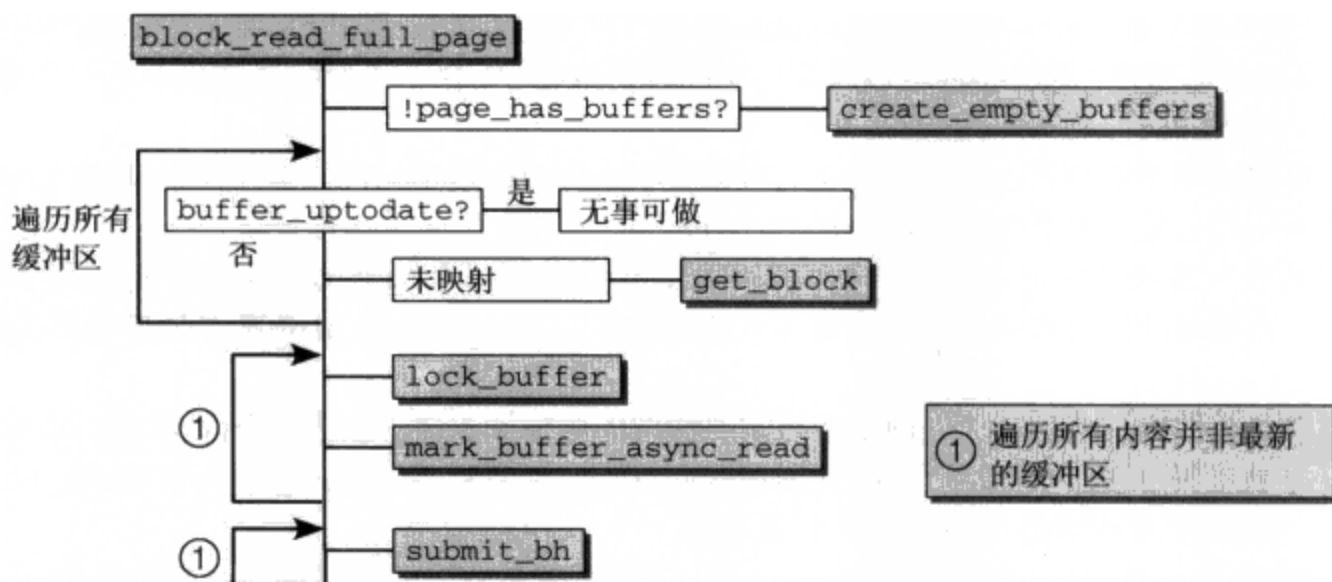 block_read_full_page
!page_has_buffers?
create_empty_buffers
遍历所有
缓冲区
buffer_uptodate?
是
无事可做
否
未映射
get_block
①
lock_buffer
mark_buffer_async_read
① 遍历所有内容并非最新
的缓冲区
①
submit_bh